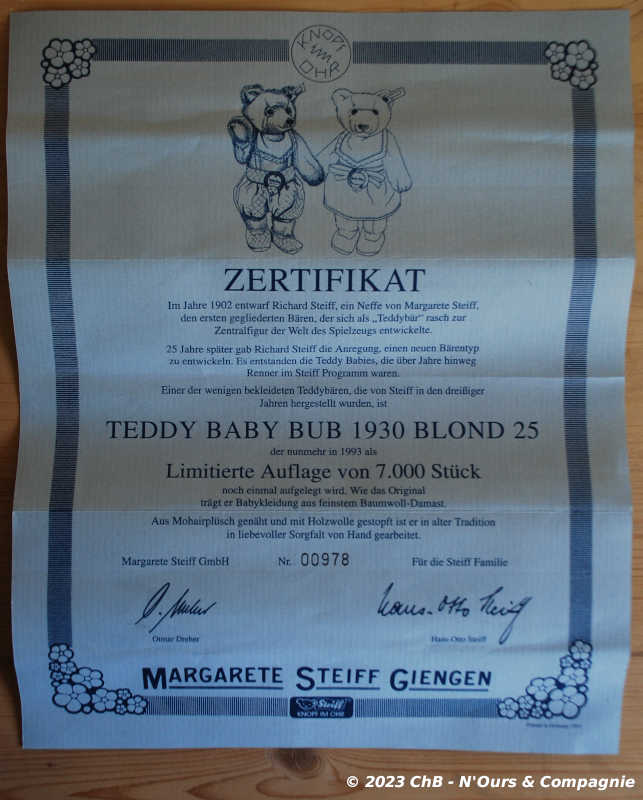 KNOPF
IM
OHR
ZERTIFIKAT
Im Jahre 1902 entwarf Richard Steiff, ein Neffe von Margarete Steiff,
den ersten gegliederten Bären, der sich als „Teddybär“ rasch zur
Zentralfigur der Welt des Spielzeugs entwickelte.
25 Jahre später gab Richard Steiff die Anregung, einen neuen Bärentyp
zu entwickeln. Es entstanden die Teddy Babies, die über Jahre hinweg
Renner im Steiff Programm waren.
Einer der wenigen bekleideten Teddybären, die von Steiff in den dreißiger
Jahren hergestellt wurden, ist
TEDDY BABY BUB 1930 BLOND 25
der nunmehr in 1993 als
Limitierte Auflage von 7.000 Stück
noch einmal aufgelegt wird. Wie das Original
trägt er Babykleidung aus feinstem Baumwoll-Damast.
Aus Mohairplüsch genäht und mit Holzwolle gestopft ist er in alter Tradition
in liebevoller Sorgfalt von Hand gearbeitet.
Margarete Steiff GmbH Nr. 00978 Für die Steiff Familie
O. Dreher Hans-Otto Steiff
Otmar Dreher Hans-Otto Steiff
MARGARETE STEIFF GIENGEN
Steiff
KNOPF IM OHR
© 2023 ChB - N'Ours & Compagnie